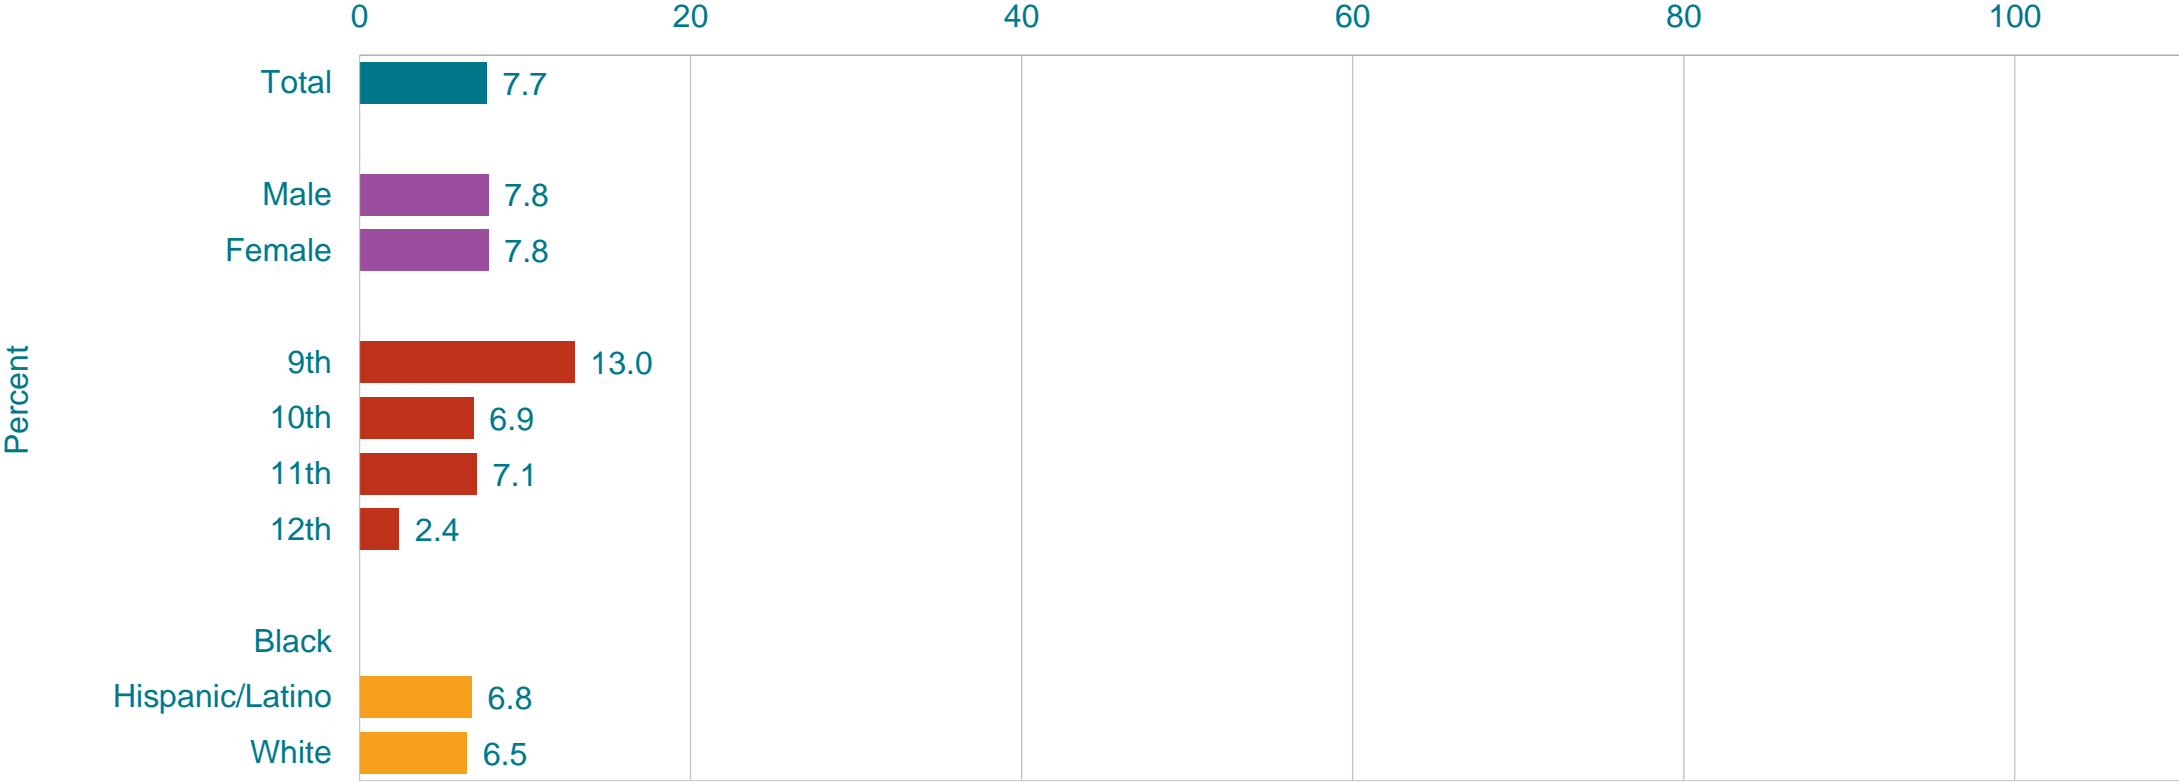 0 20 40 60 80 100
Total 7.7
Male 7.8
Female 7.8
9th 13.0
10th 6.9
11th 7.1
12th 2.4
Black
Hispanic/Latino 6.8
White 6.5
Percent